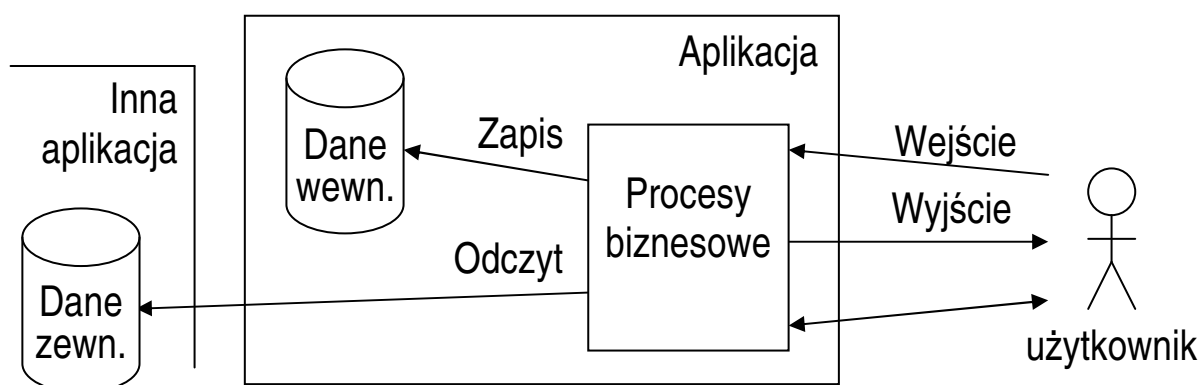 Aplikacja
Inna
aplikacja
Dane
wewn.
Zapis
Wejście
Procesy
biznesowe
Wyjście
Odczyt
Dane
zewn.
użytkownik